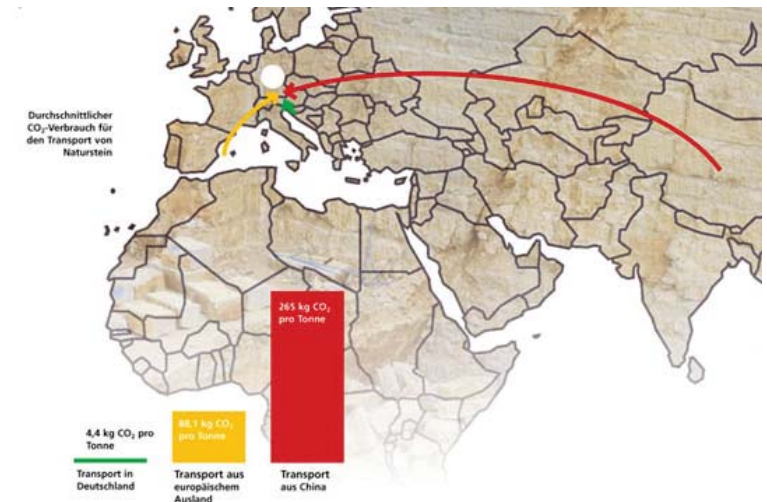 Durchschnittlicher
CO₂-Verbrauch für
den Transport von
Naturstein
265 kg CO₂
pro Tonne
88,1 kg CO₂
pro Tonne
4,4 kg CO₂ pro
Tonne
Transport in
Deutschland
Transport aus
europäischem
Ausland
Transport
aus China